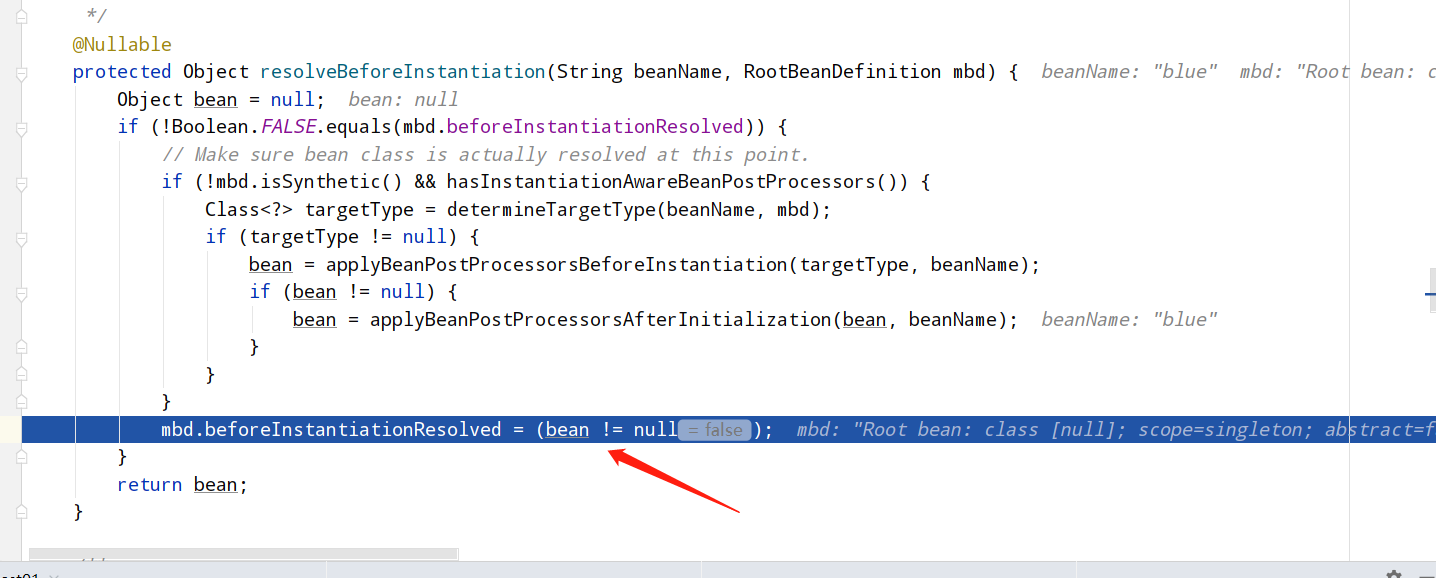 */
@Nullable
protected Object resolveBeforeInstantiation(String beanName, RootBeanDefinition mbd) {  beanName: "blue"  mbd: "Root bean: c
Object bean = null;  bean: null
if (!Boolean.FALSE.equals(mbd.beforeInstantiationResolved)) {
// Make sure bean class is actually resolved at this point.
if (!mbd.isSynthetic() && hasInstantiationAwareBeanPostProcessors()) {
Class<?> targetType = determineTargetType(beanName, mbd);
if (targetType != null) {
bean = applyBeanPostProcessorsBeforeInstantiation(targetType, beanName);
if (bean != null) {
bean = applyBeanPostProcessorsAfterInitialization(bean, beanName);  beanName: "blue"
}
}
}
mbd.beforeInstantiationResolved = (bean != null = false );  mbd: "Root bean: class [null]; scope=singleton; abstract=f
}
return bean;
}